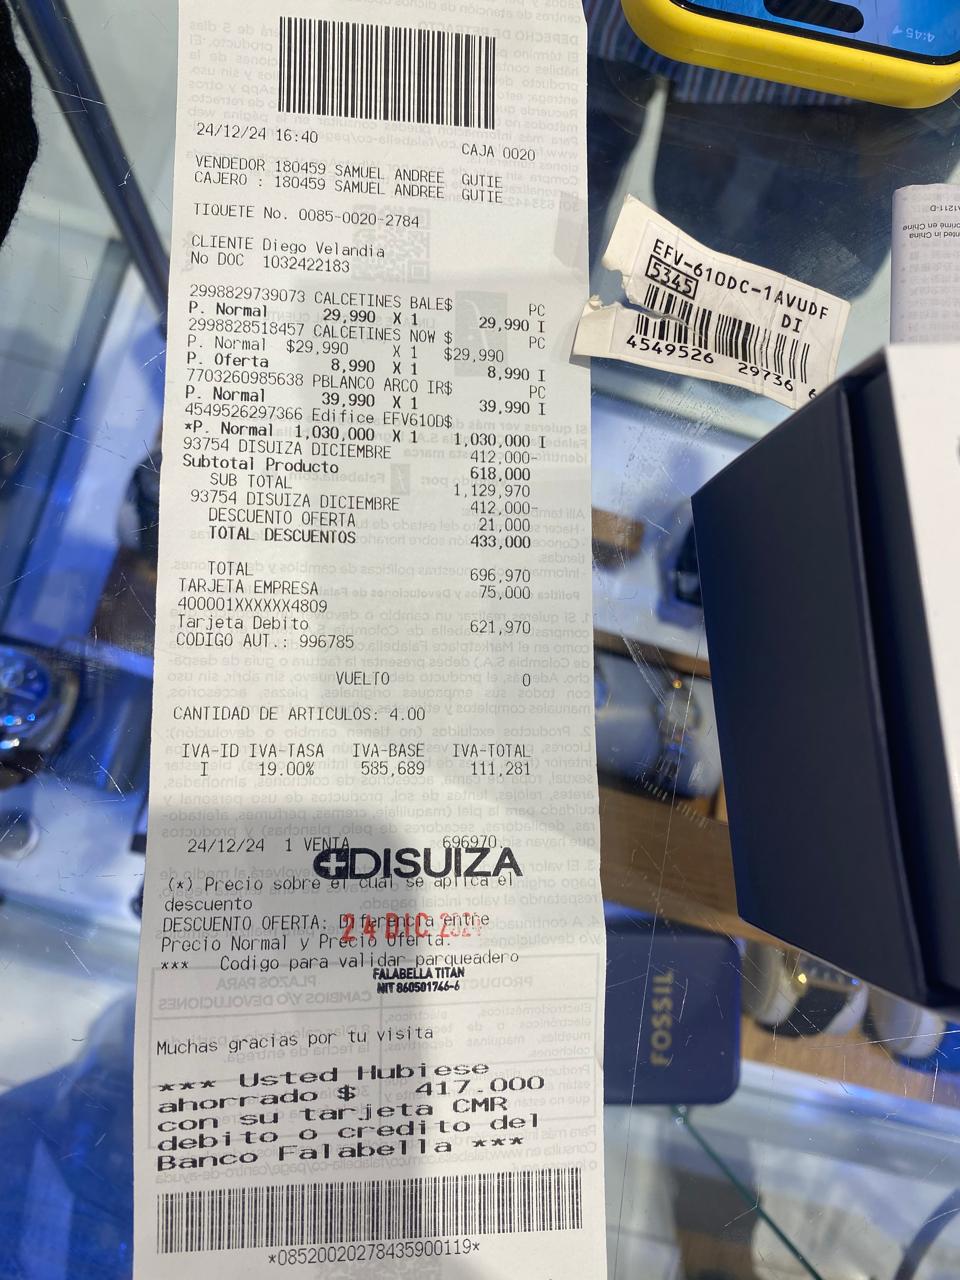 24/12/24 16:40 CAJA 0020
VENDEDOR 180459 SAMUEL ANDREE GUTIE
CAJERO : 180459 SAMUEL ANDREE GUTIE
TIQUETE No. 0085-0020-2784
CLIENTE Diego Velandia
No DOC 1032422183
2998829739073 CALCETINES BALE$ PC
P. Normal 29,990 X 1 29,990 I
2998828518457 CALCETINES NOW $ PC
P. Normal $29,990 X 1 $29,990
P. Oferta 8,990 X 1 8,990 I
7703260985638 PBLANCO ARCO IR$ PC
P. Normal 39,990 X 1 39,990 I
4549526297366 Edifice EFV610D$
*P. Normal 1,030,000 X 1 1,030,000 I
93754 DISUIZA DICIEMBRE 412,000-
Subtotal Producto 618,000
SUB TOTAL 1,129,970
93754 DISUIZA DICIEMBRE 412,000-
DESCUENTO OFERTA 21,000
TOTAL DESCUENTOS 433,000
TOTAL 696,970
TARJETA EMPRESA 75,000
400001XXXXXX4809
Tarjeta Debito 621,970
CODIGO AUT.: 996785
VUELTO 0
CANTIDAD DE ARTICULOS: 4.00
IVA-ID IVA-TASA IVA-BASE IVA-TOTAL
I 19.00% 585,689 111,281
24/12/24 1 VENTA 696970.
DISUIZA
(*) Precio sobre el cual se aplica el
descuento
DESCUENTO OFERTA: Diferencia entre
24 DIC 2024
Precio Normal y Precio Oferta.
*** Codigo para validar parqueadero
FALABELLA TITAN
NIT 860501746-6
Muchas gracias por tu visita
*** Usted Hubiese
ahorrado $ 417.000
con su tarjeta CMR
debito o credito del
Banco Falabella ***
*08520020278435900119*
EFV-610DC-1AVUDF
5345 DI
4549526 29736 6
FOSSIL
4:45